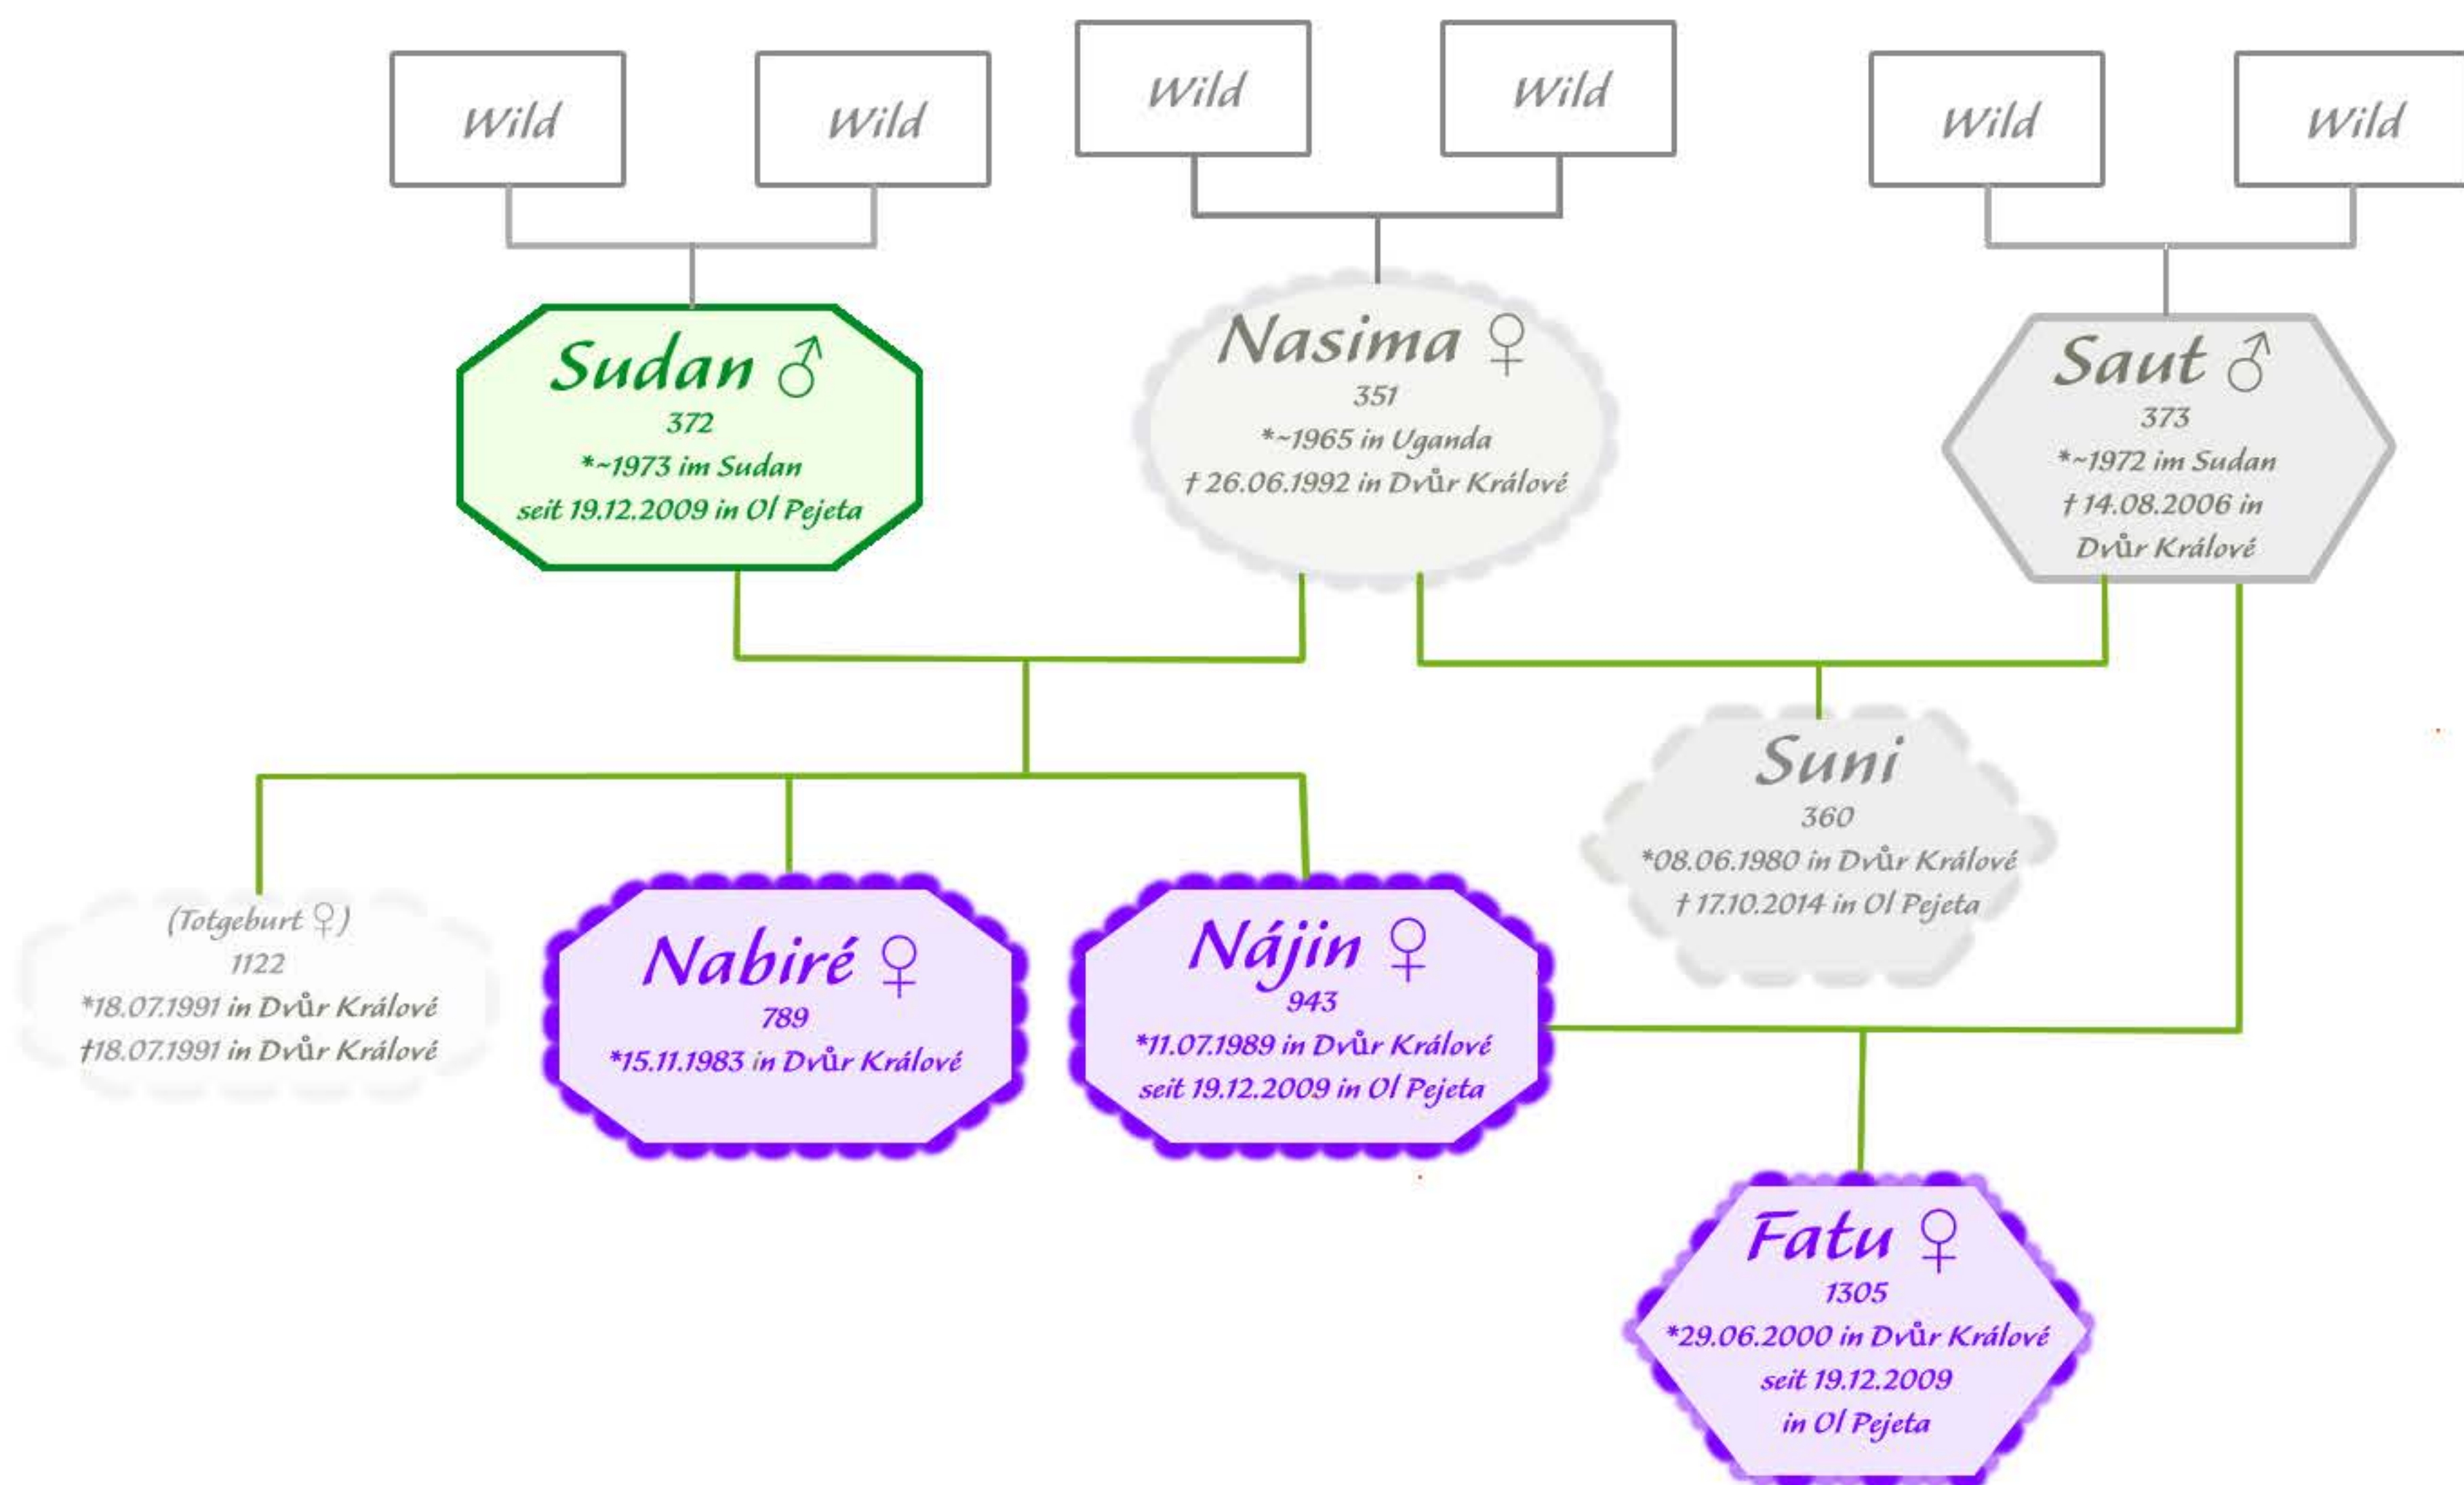 Wild
Wild
Wild
Wild
Wild
Wild
Sudan ♂
372
*~1973 im Sudan
seit 19.12.2009 in Ol Pejeta
Nasima ♀
351
*~1965 in Uganda
† 26.06.1992 in Dvůr Králové
Saut ♂
373
*~1972 im Sudan
† 14.08.2006 in
Dvůr Králové
Suni
360
*08.06.1980 in Dvůr Králové
† 17.10.2014 in Ol Pejeta
(Totgeburt ♀)
1122
*18.07.1991 in Dvůr Králové
†18.07.1991 in Dvůr Králové
Nabiré ♀
789
*15.11.1983 in Dvůr Králové
Nájin ♀
943
*11.07.1989 in Dvůr Králové
seit 19.12.2009 in Ol Pejeta
Fatu ♀
1305
*29.06.2000 in Dvůr Králové
seit 19.12.2009
in Ol Pejeta